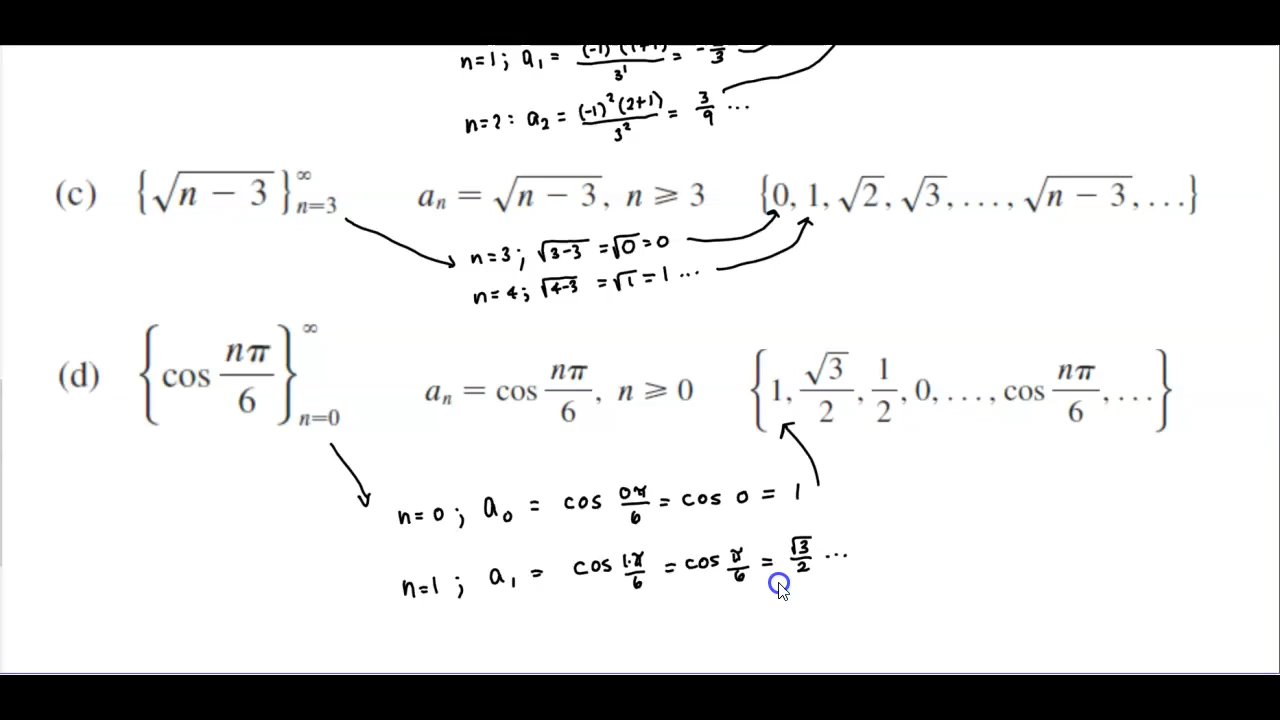 n=1 ; a₁ = (-1)¹(1+1)/3¹ = -2/3
n=2 : a₂ = (-1)²(2+1)/3² = 3/9 ...
(c) {√(n − 3)}^∞_{n=3} aₙ = √(n − 3), n ⩾ 3 {0, 1, √2, √3, . . . , √(n − 3), . . .}
n=3 ; √(3-3) = √0 = 0
n=4 ; √(4-3) = √1 = 1 ...
(d) {cos nπ/6}^∞_{n=0} aₙ = cos nπ/6, n ⩾ 0 {1, √3/2, 1/2, 0, . . . , cos nπ/6, . . .}
n=0 ; a₀ = cos 0π/6 = cos 0 = 1
n=1 ; a₁ = cos 1·π/6 = cos π/6 = √3/2 ...